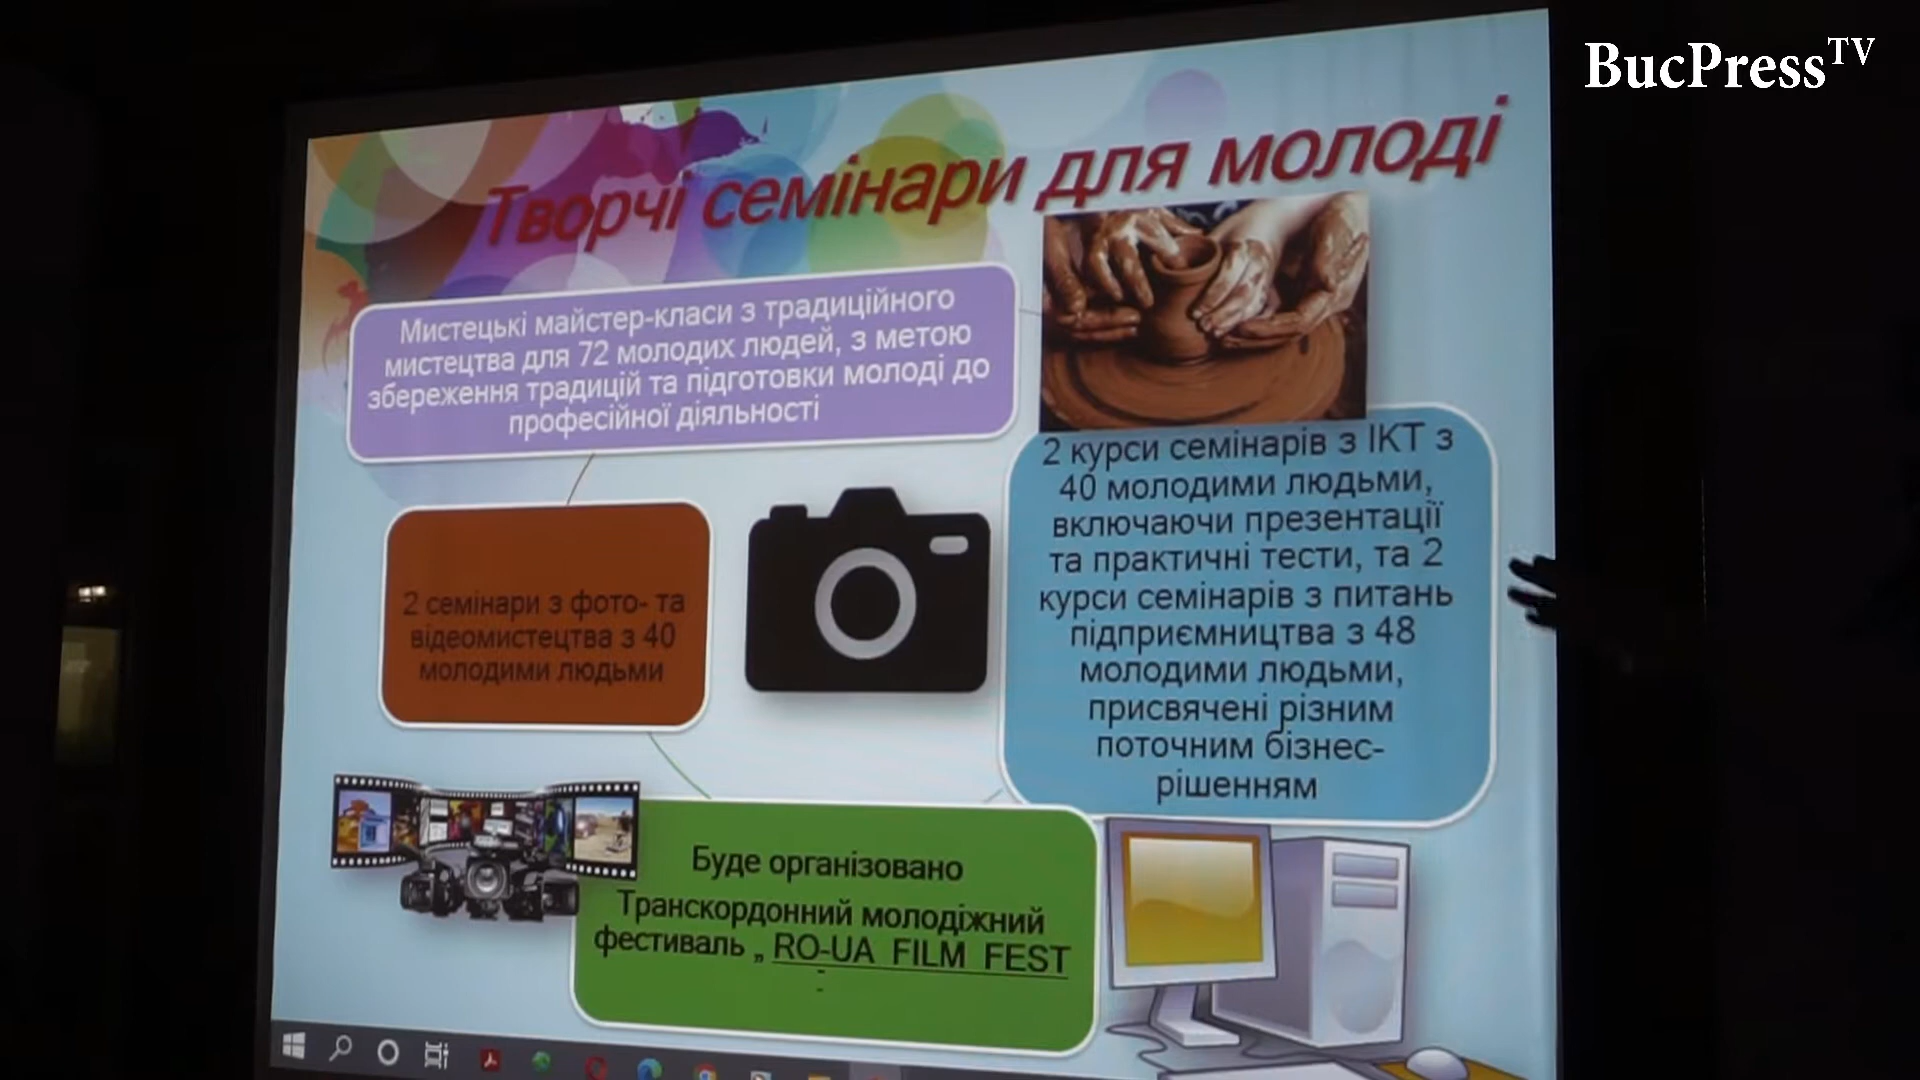 BucPress TV
Творчі семінари для молоді
Мистецькі майстер-класи з традиційного
мистецтва для 72 молодих людей, з метою
збереження традицій та підготовки молоді до
професійної діяльності
2 курси семінарів з ІКТ з
40 молодими людьми,
включаючи презентації
та практичні тести, та 2
курси семінарів з питань
підприємництва з 48
молодими людьми,
присвячені різним
поточним бізнес-
рішенням
2 семінари з фото- та
відеомистецтва з 40
молодими людьми
Буде організовано
Транскордонний молодіжний
фестиваль „ RO-UA FILM FEST